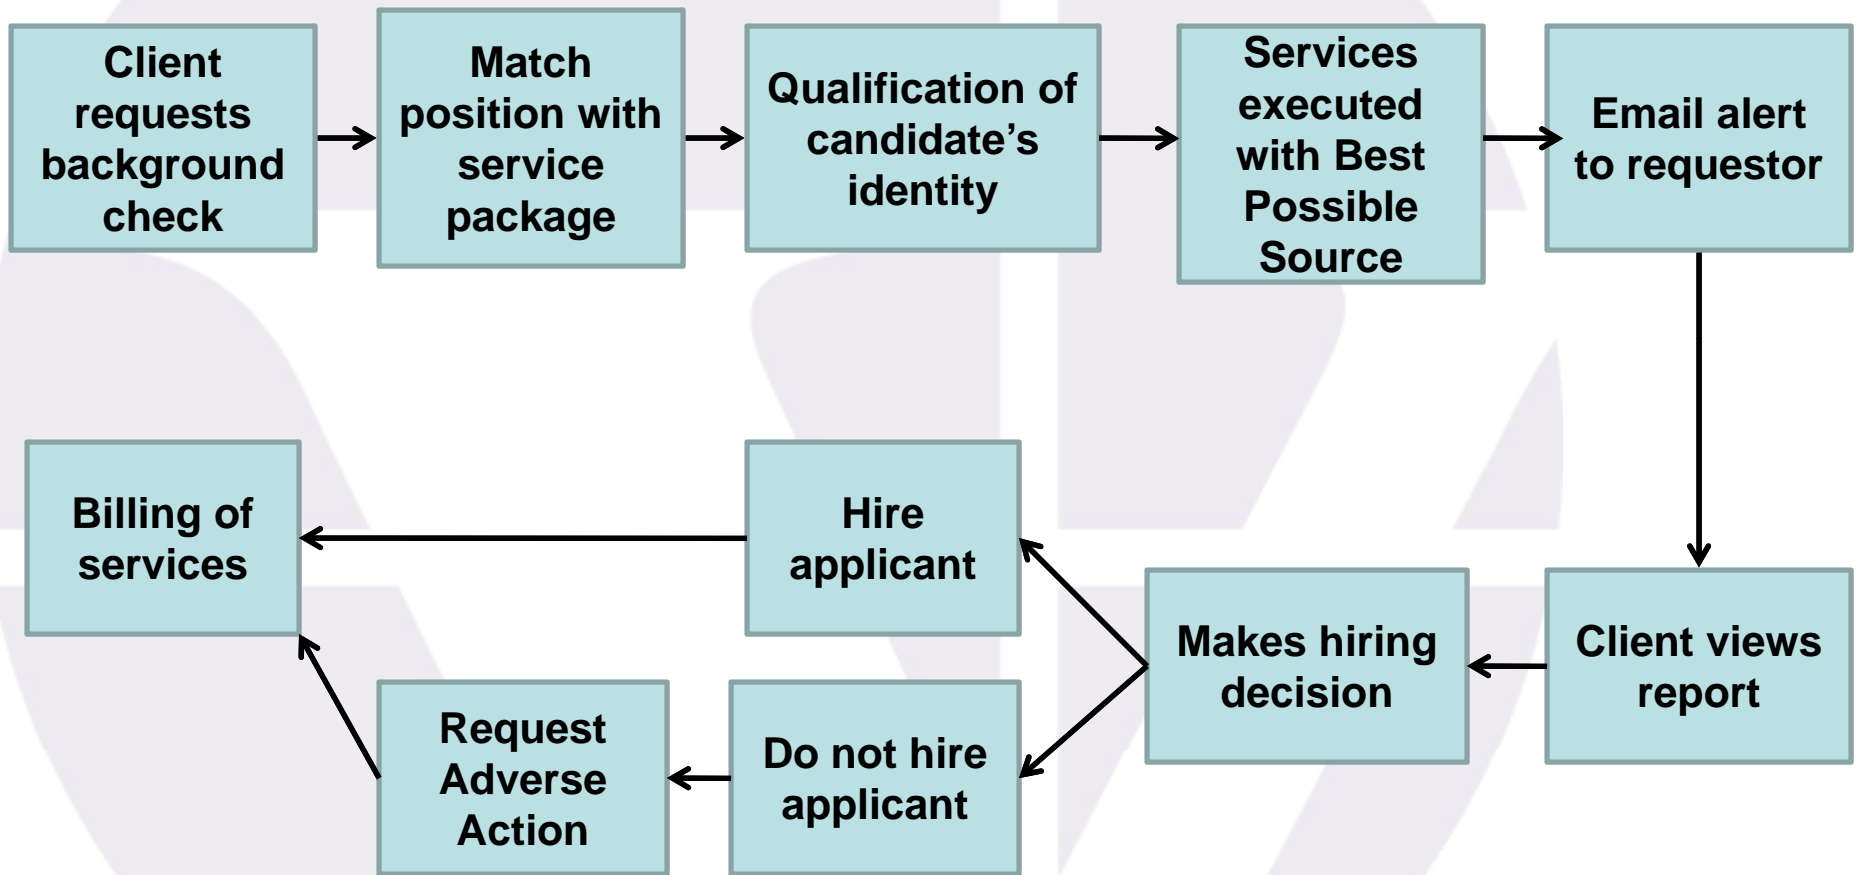 Client
requests
background
check
Match
position with
service
package
Qualification of
candidate’s
identity
Services
executed
with Best
Possible
Source
Email alert
to requestor
Client views
report
Makes hiring
decision
Hire
applicant
Do not hire
applicant
Request
Adverse
Action
Billing of
services